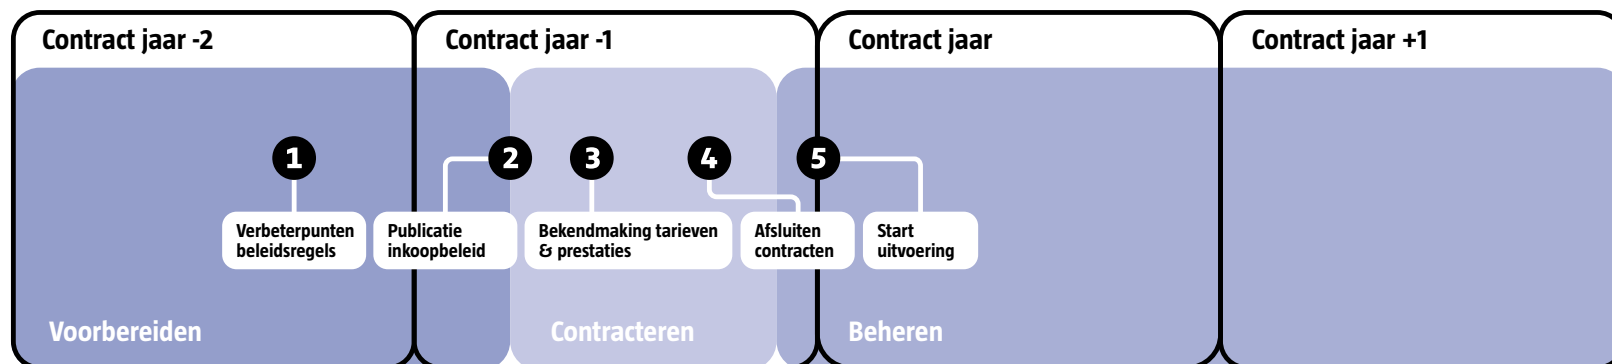 Contract jaar -2
Contract jaar -1
Contract jaar
Contract jaar +1
1
2
3
4
5
Verbeterpunten
beleidsregels
Publicatie
inkoopbeleid
Bekendmaking tarieven
& prestaties
Afsluiten
contracten
Start
uitvoering
Voorbereiden
Contracteren
Beheren